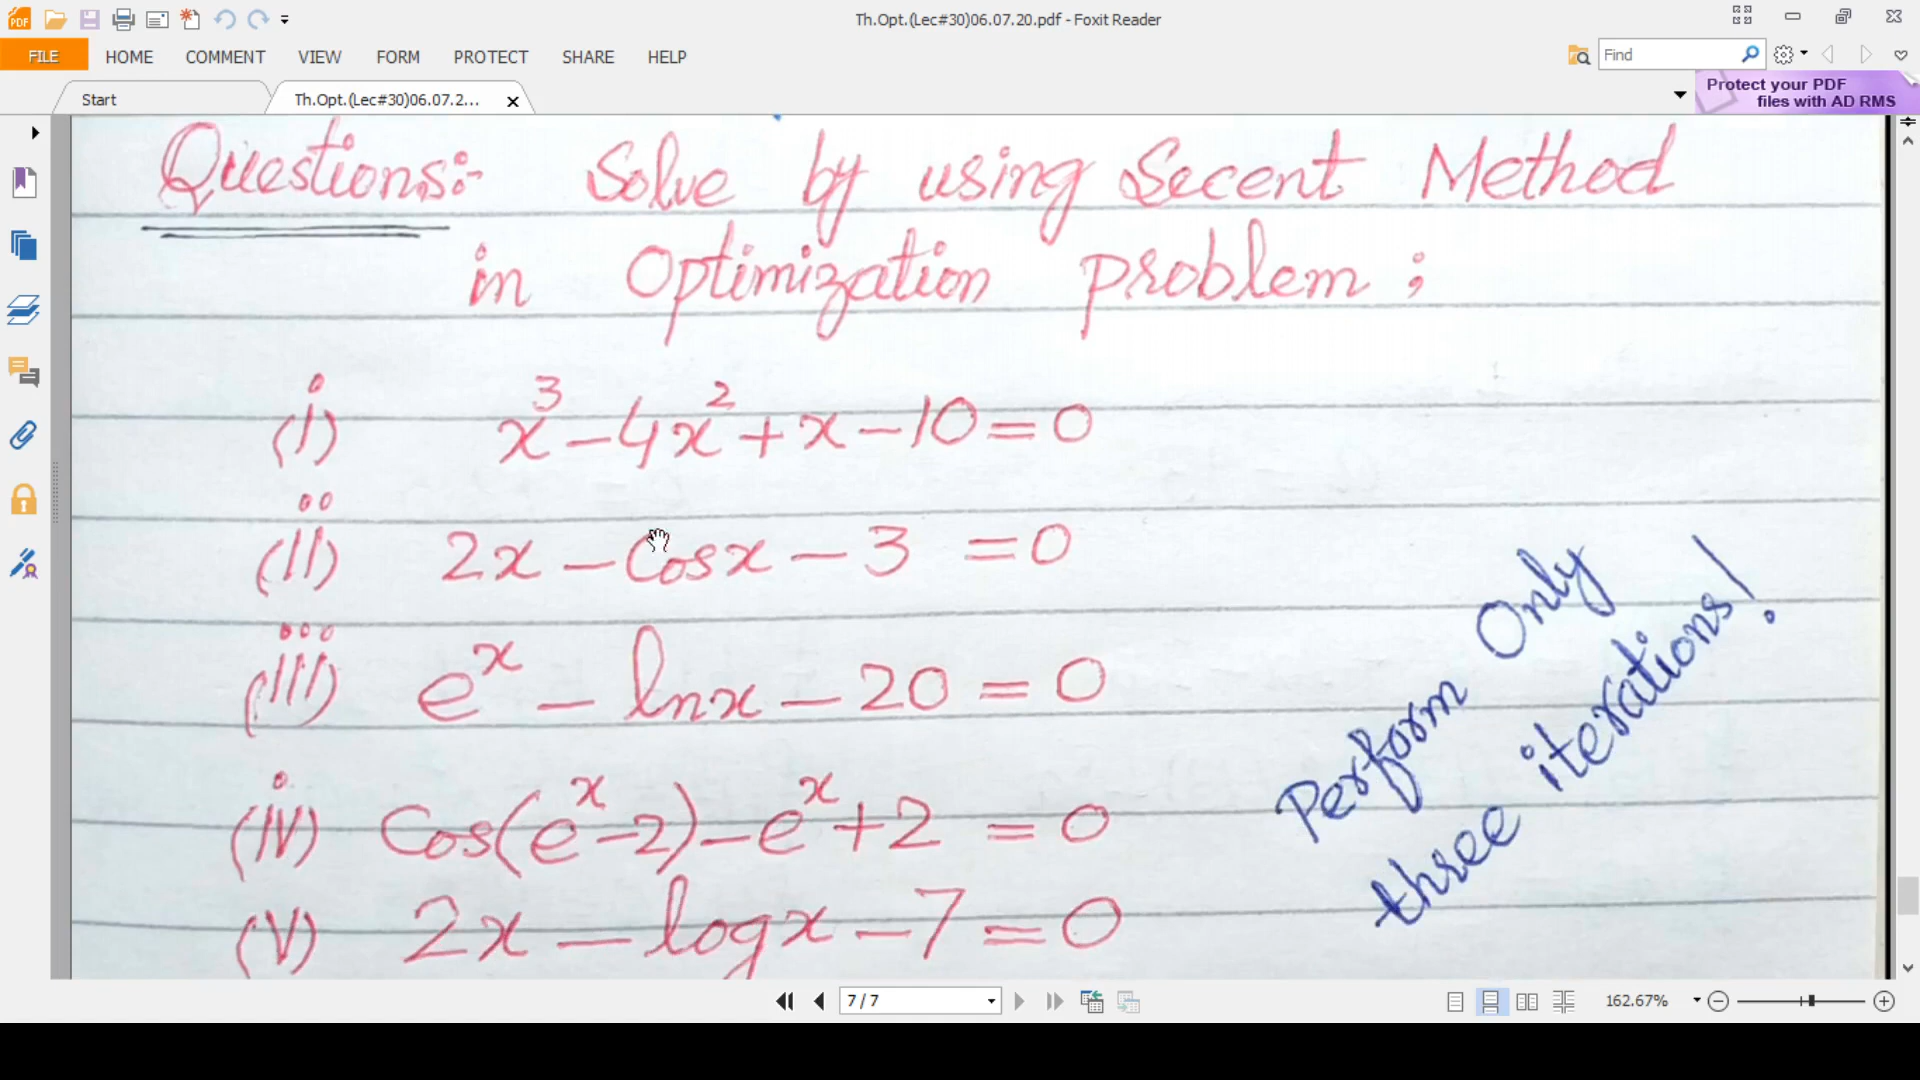 Th.Opt.(Lec#30)06.07.20.pdf - Foxit Reader
FILE HOME COMMENT VIEW FORM PROTECT SHARE HELP
Find
Start Th.Opt.(Lec#30)06.07.2...
Protect your PDF
files with AD RMS
Questions:- Solve by using Secent Method
in Optimization problem;
(i) x³ - 4x² + x - 10 = 0
(ii) 2x - Cosx - 3 = 0
(iii) eˣ - lnx - 20 = 0
(iv) Cos(eˣ - 2) - eˣ + 2 = 0
(V) 2x - logx - 7 = 0
Perform Only
three iterations!
7 / 7
162.67%